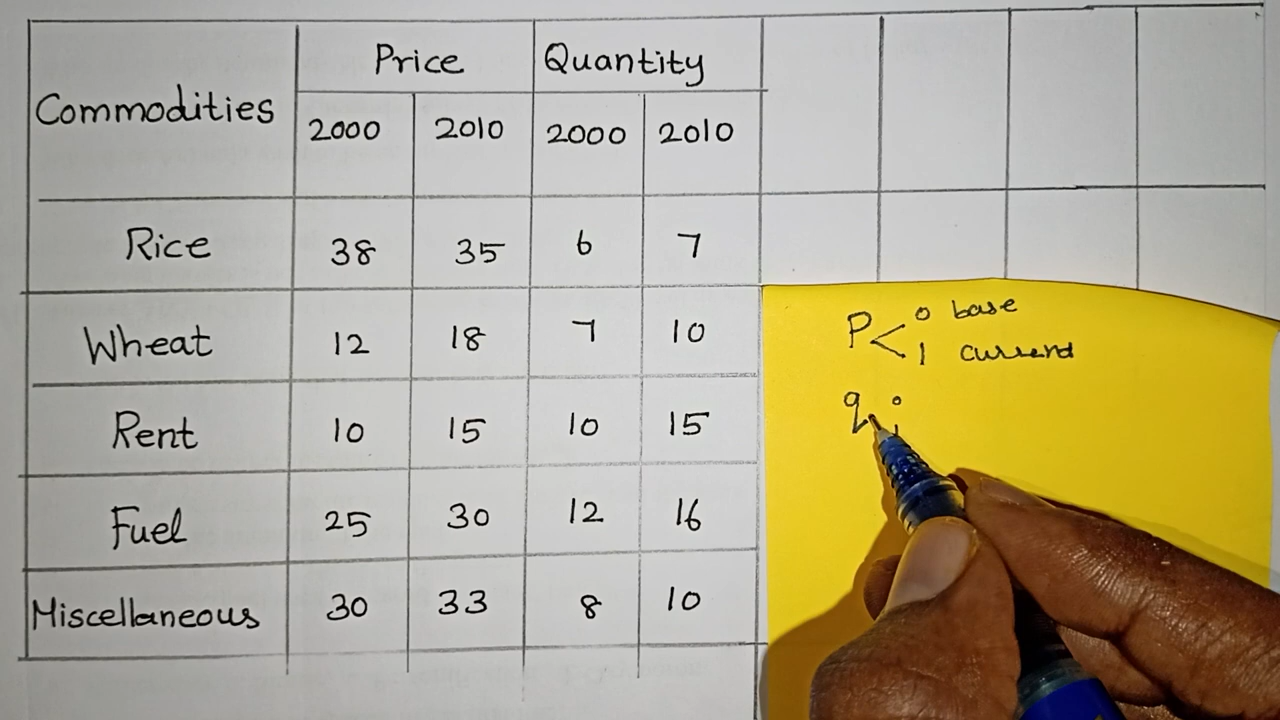 Commodities Price Quantity
2000 2010 2000 2010
Rice 38 35 6 7
Wheat 12 18 7 10
Rent 10 15 10 15
Fuel 25 30 12 16
Miscellaneous 30 33 8 10
P < 0 base
1 current
q 0
1